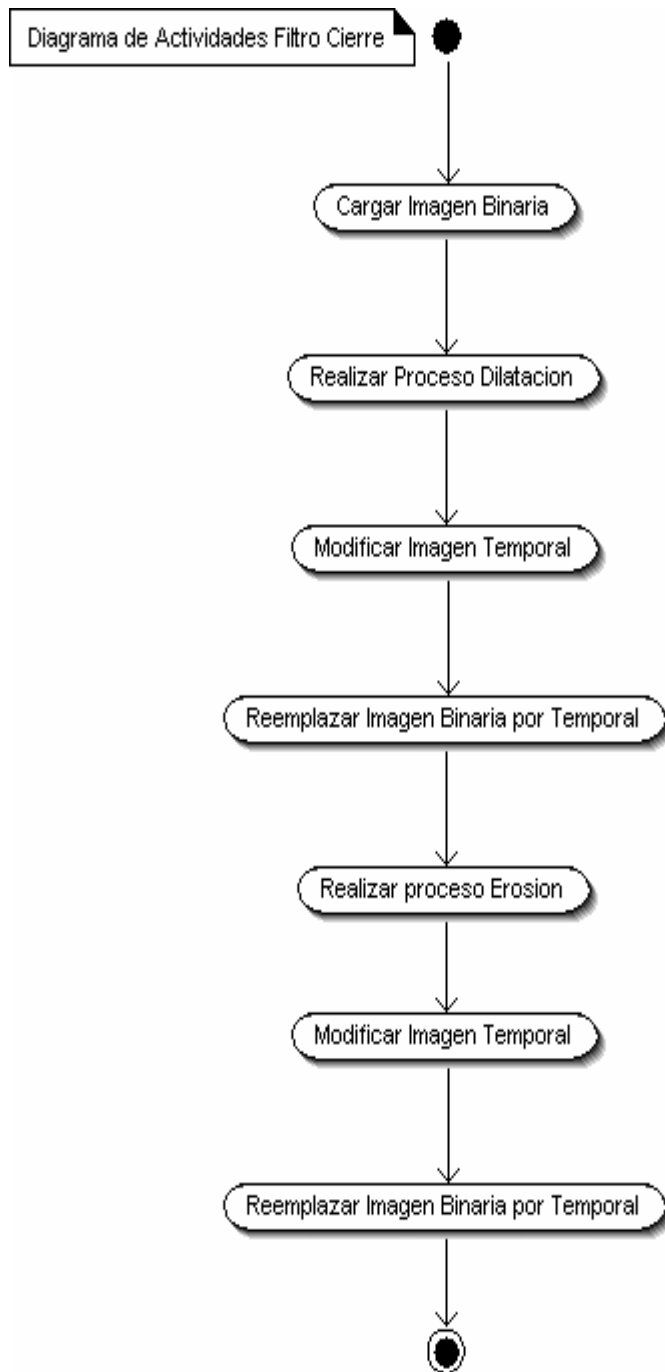 Diagrama de Actividades Filtro Cierre
Cargar Imagen Binaria
Realizar Proceso Dilatacion
Modificar Imagen Temporal
Reemplazar Imagen Binaria por Temporal
Realizar proceso Erosion
Modificar Imagen Temporal
Reemplazar Imagen Binaria por Temporal